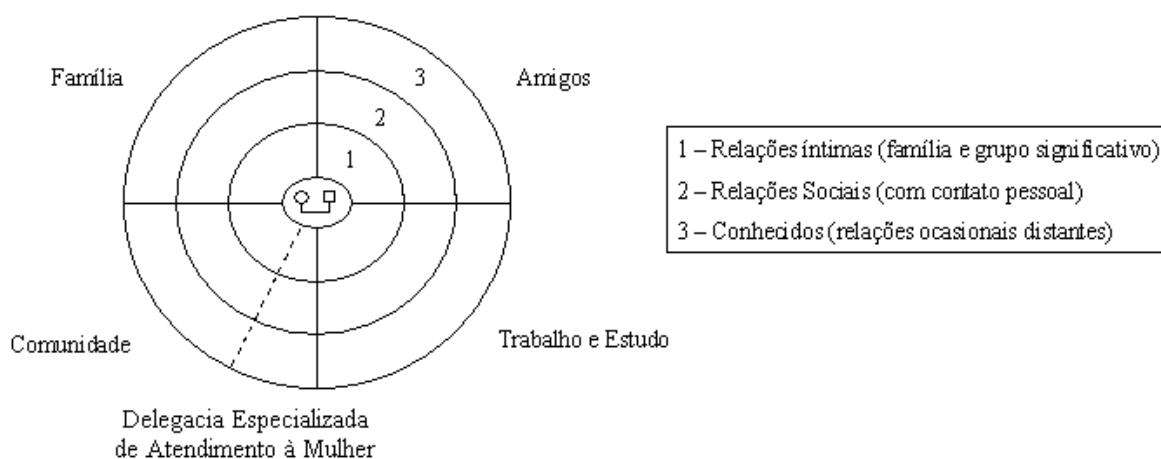 Família
3
Amigos
2
1
1 – Relações íntimas (família e grupo significativo)
2 – Relações Sociais (com contato pessoal)
3 – Conhecidos (relações ocasionais distantes)
Comunidade
Trabalho e Estudo
Delegacia Especializada
de Atendimento à Mulher